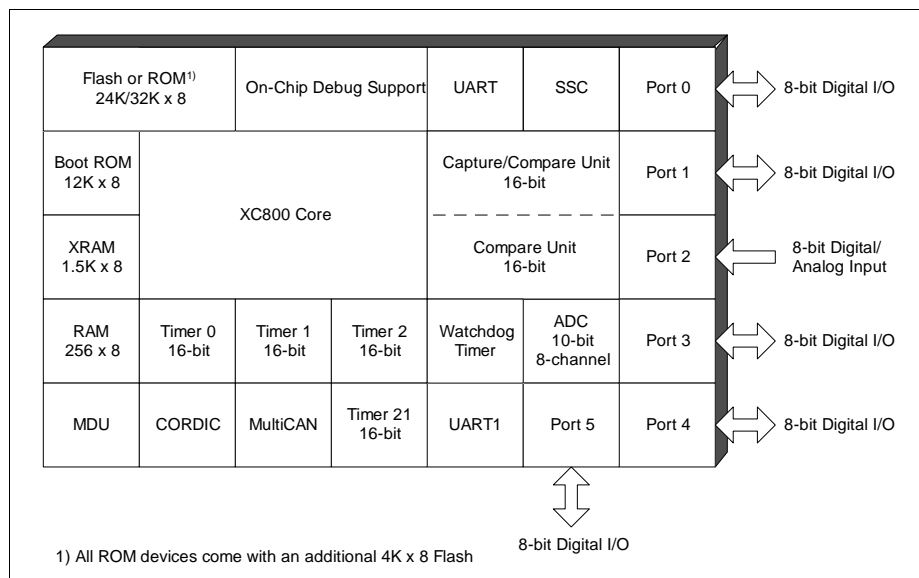 Flash or ROM1)
24K/32K x 8
On-Chip Debug Support
UART
SSC
Port 0
8-bit Digital I/O
Boot ROM
12K x 8
XC800 Core
Capture/Compare Unit
16-bit
Port 1
8-bit Digital I/O
XRAM
1.5K x 8
Compare Unit
16-bit
Port 2
8-bit Digital/
Analog Input
RAM
256 x 8
Timer 0
16-bit
Timer 1
16-bit
Timer 2
16-bit
Watchdog
Timer
ADC
10-bit
8-channel
Port 3
8-bit Digital I/O
MDU
CORDIC
MultiCAN
Timer 21
16-bit
UART1
Port 5
Port 4
8-bit Digital I/O
8-bit Digital I/O
1) All ROM devices come with an additional 4K x 8 Flash